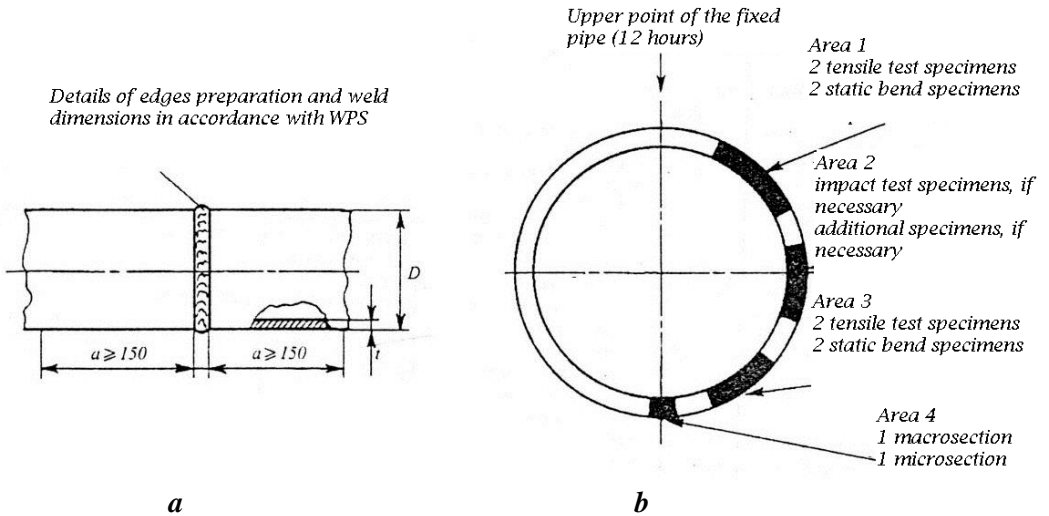 Upper point of the fixed
pipe (12 hours)
Area 1
2 tensile test specimens
2 static bend specimens
Details of edges preparation and weld
dimensions in accordance with WPS
Area 2
impact test specimens, if
necessary
additional specimens, if
necessary
D
Area 3
2 tensile test specimens
2 static bend specimens
a ⩾ 150
a ⩾ 150
t
Area 4
1 macrosection
1 microsection
a
b